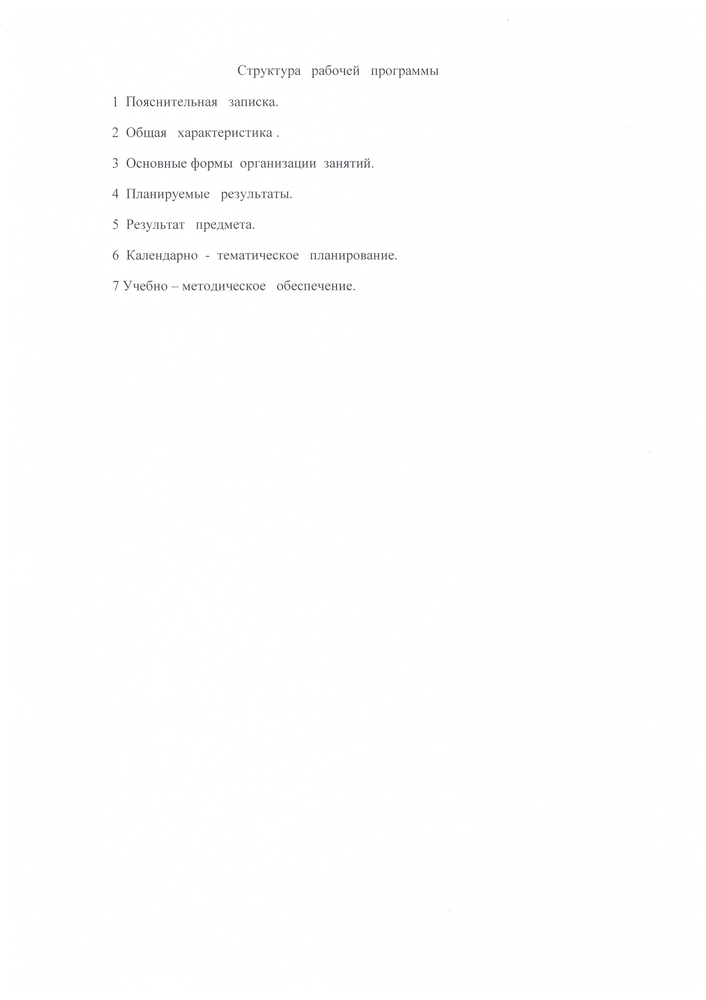 Структура рабочей программы
1 Пояснительная записка.
2 Общая характеристика .
3 Основные формы организации занятий.
4 Планируемые результаты.
5 Результат предмета.
6 Календарно - тематическое планирование.
7 Учебно – методическое обеспечение.